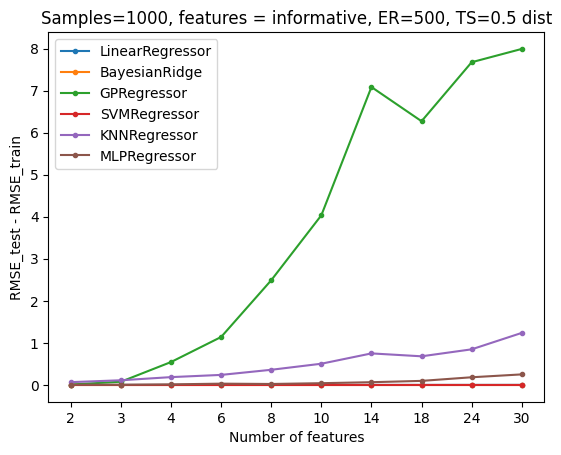 Samples=1000, features = informative, ER=500, TS=0.5 dist
LinearRegressor
BayesianRidge
GPRegressor
SVMRegressor
KNNRegressor
MLPRegressor
RMSE_test - RMSE_train
8
7
6
5
4
3
2
1
0
2 3 4 6 8 10 14 18 24 30
Number of features